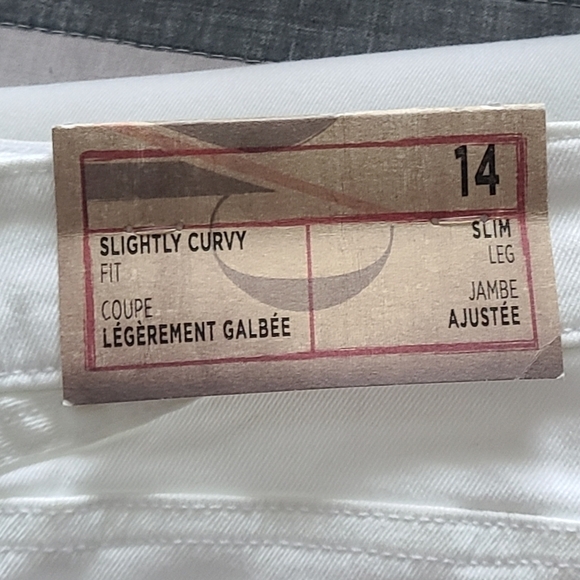 14
SLIGHTLY CURVY
FIT
COUPE
LÉGÈREMENT GALBÉE
SLIM
LEG
JAMBE
AJUSTÉE